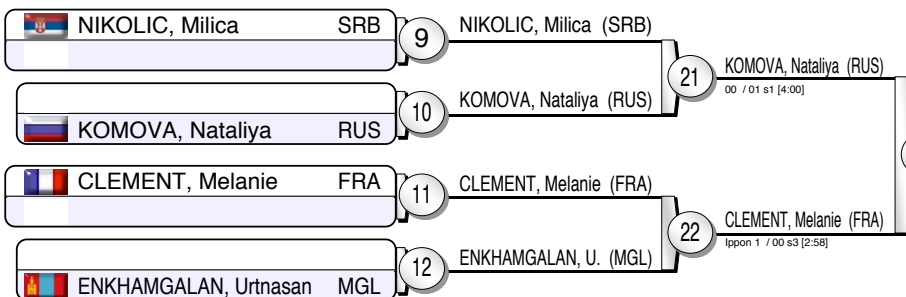 NIKOLIC, Milica SRB
9
NIKOLIC, Milica (SRB)
21
KOMOVA, Nataliya (RUS)
00 / 01 s1 [4:00]
10
KOMOVA, Nataliya (RUS)
KOMOVA, Nataliya RUS
CLEMENT, Melanie FRA
11
CLEMENT, Melanie (FRA)
22
CLEMENT, Melanie (FRA)
Ippon 1 / 00 s3 [2:58]
12
ENKHAMGALAN, U. (MGL)
ENKHAMGALAN, Urtnasan MGL